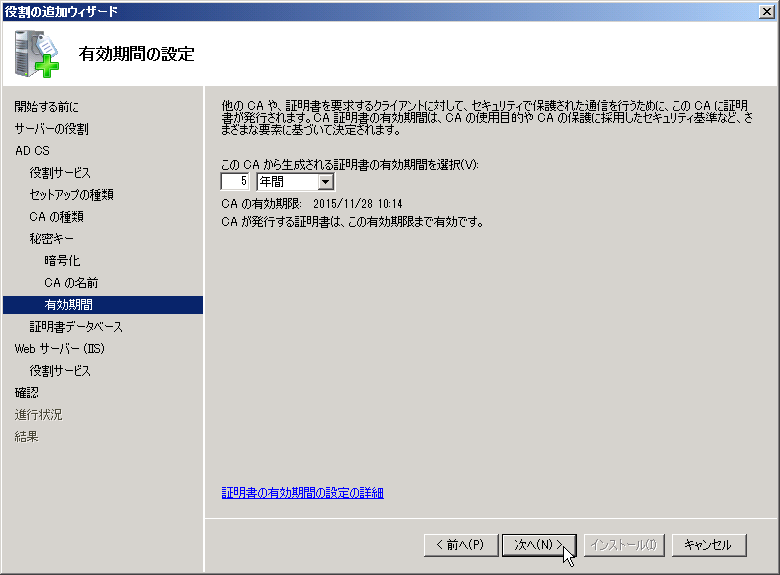 役割の追加ウィザード
有効期間の設定
開始する前に
サーバーの役割
AD CS
役割サービス
セットアップの種類
CA の種類
秘密キー
暗号化
CA の名前
有効期間
証明書データベース
Web サーバー (IIS)
役割サービス
確認
進行状況
結果
他の CA や、証明書を要求するクライアントに対して、セキュリティで保護された通信を行うために、この CA に証明
書が発行されます。CA 証明書の有効期間は、CA の使用目的や CA の保護に採用したセキュリティ基準など、さ
まざまな要素に基づいて決定されます。
この CA から生成される証明書の有効期間を選択(V):
5 年間
CA の有効期限: 2015/11/28 10:14
CA が発行する証明書は、この有効期限まで有効です。
証明書の有効期間の設定の詳細
< 前へ(P) 次へ(N) > インストール(I) キャンセル